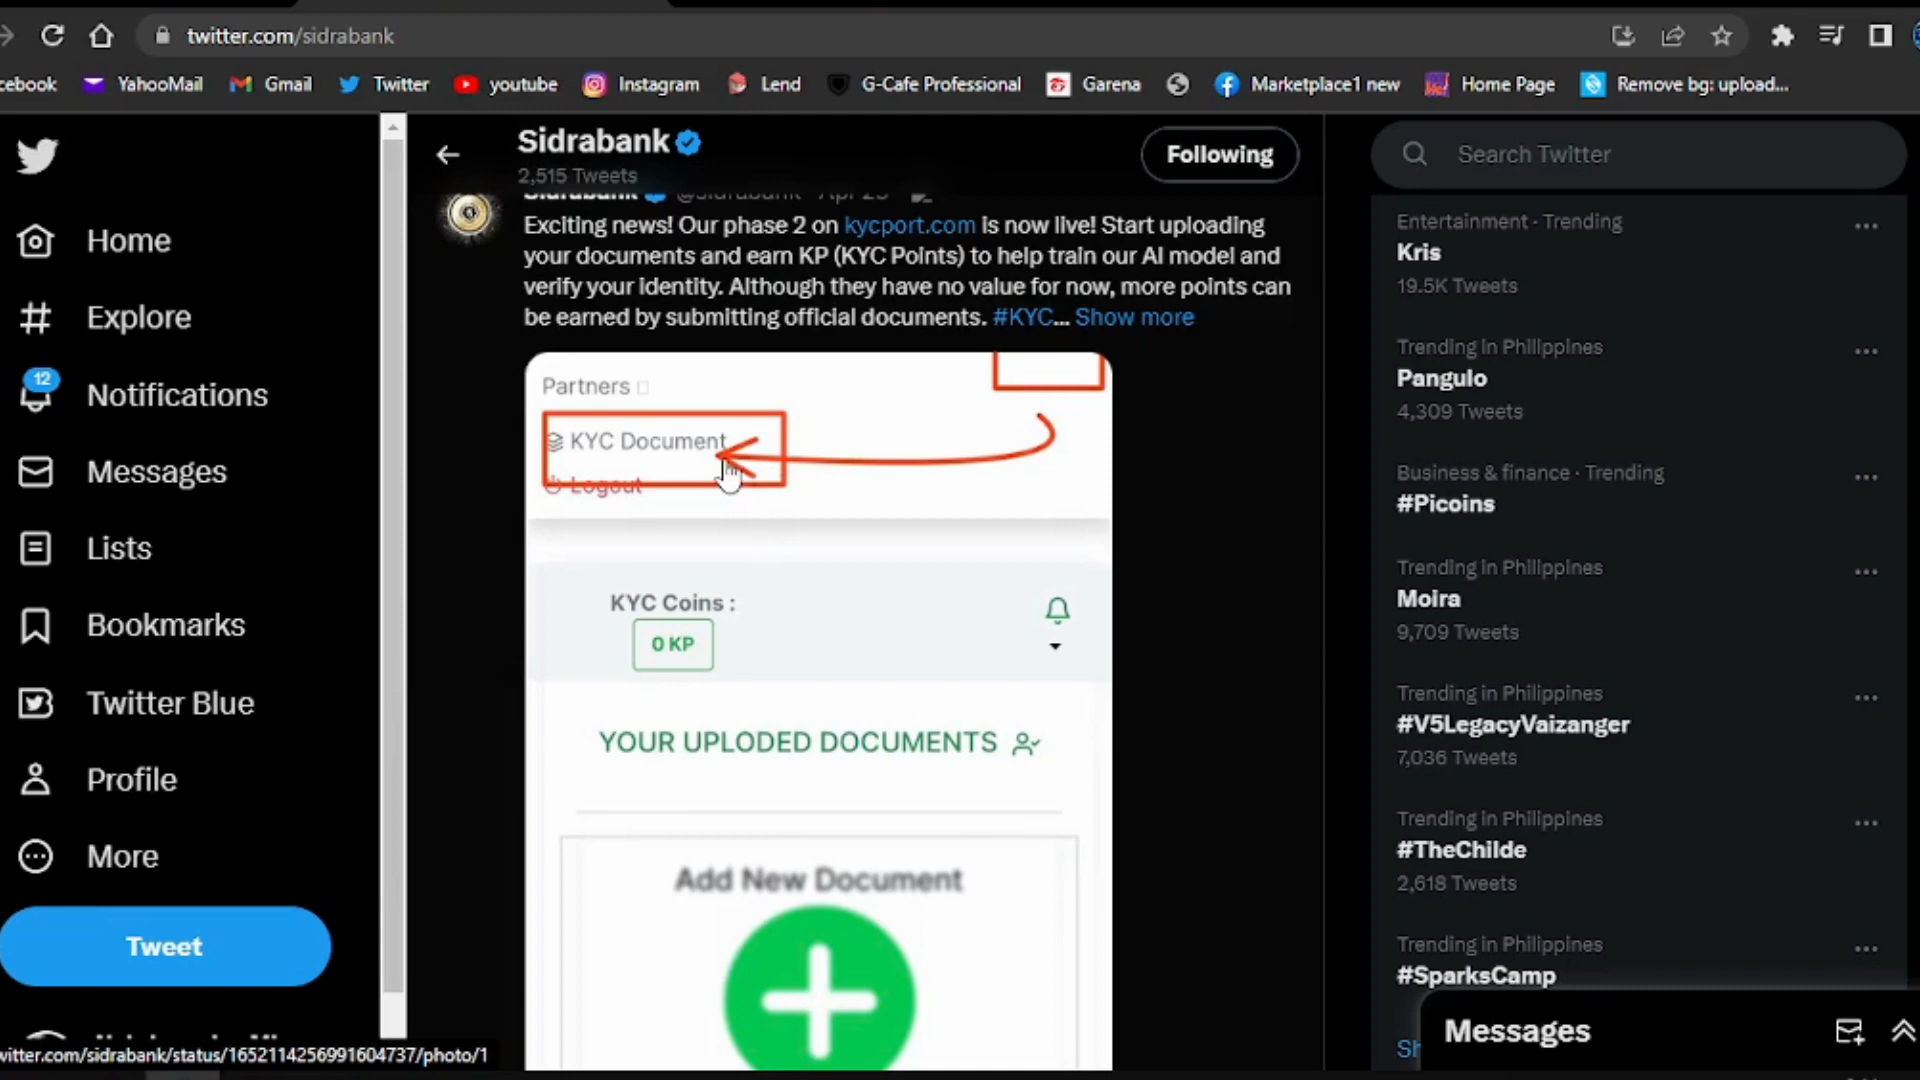 twitter.com/sidrabank
cebook
YahooMail
Gmail
Twitter
youtube
Instagram
Lend
G-Cafe Professional
Garena
Marketplace1 new
Home Page
Remove bg: upload...
Home
Explore
12
Notifications
Messages
Lists
Bookmarks
Twitter Blue
Profile
More
Tweet
witter.com/sidrabank/status/1652114256991604737/photo/1
Sidrabank
2,515 Tweets
Following
Sidrabank @sidrabank · Apr 29
Exciting news! Our phase 2 on kycport.com is now live! Start uploading
your documents and earn KP (KYC Points) to help train our AI model and
verify your identity. Although they have no value for now, more points can
be earned by submitting official documents. #KYC... Show more
Partners
KYC Document
Logout
KYC Coins :
0 KP
YOUR UPLODED DOCUMENTS
Add New Document
Search Twitter
Entertainment · Trending
Kris
19.5K Tweets
Trending in Philippines
Pangulo
4,309 Tweets
Business & finance · Trending
#Picoins
Trending in Philippines
Moira
9,709 Tweets
Trending in Philippines
#V5LegacyVaizanger
7,036 Tweets
Trending in Philippines
#TheChilde
2,618 Tweets
Trending in Philippines
#SparksCamp
Sh
Messages